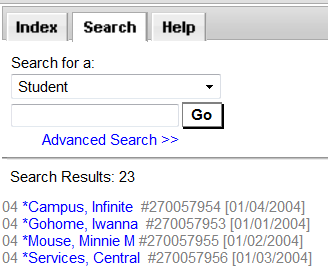 Index Search Help
Search for a:
Student
Go
Advanced Search >>
Search Results: 23
04 *Campus, Infinite #270057954 [01/04/2004]
04 *Gohome, Iwanna #270057953 [01/01/2004]
04 *Mouse, Minnie M #270057955 [01/02/2004]
04 *Services, Central #270057956 [01/03/2004]